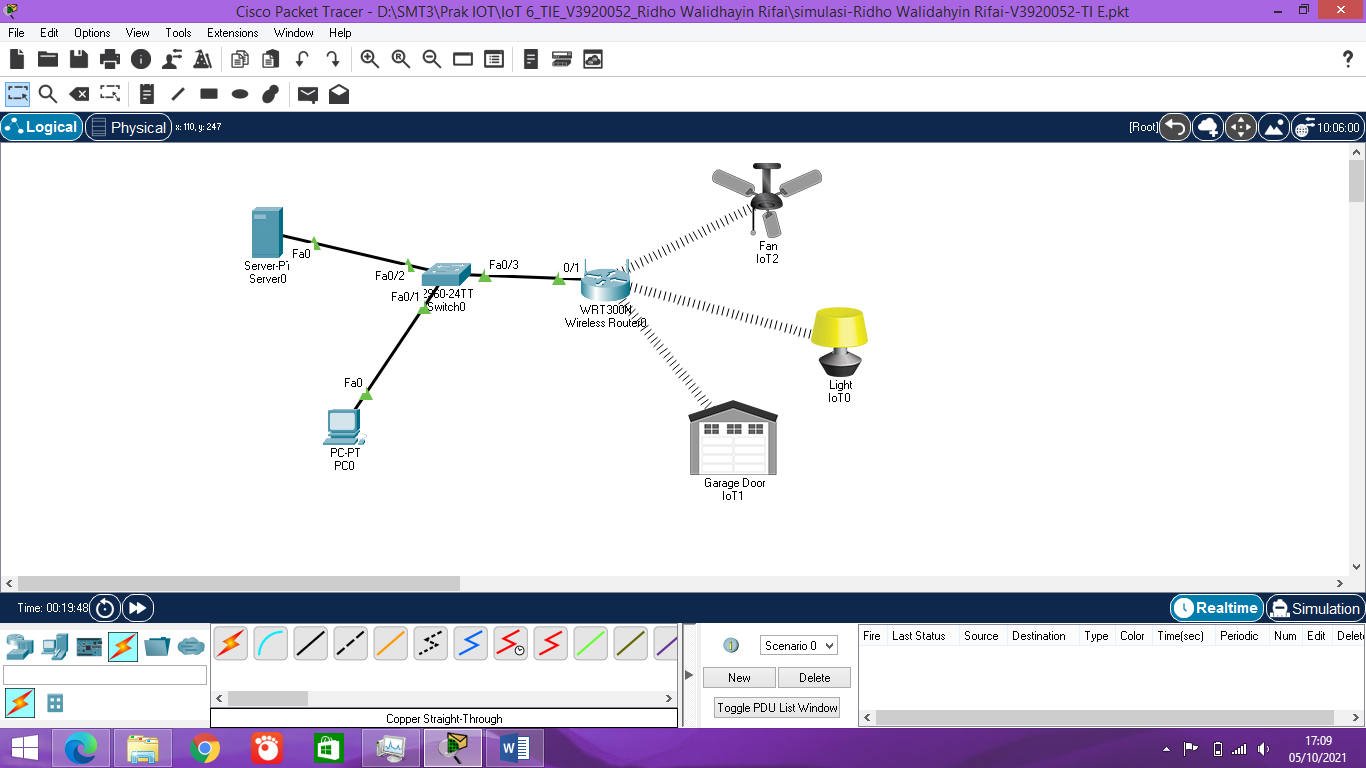 Cisco Packet Tracer - D:\SMT3\Prak IOT\IoT 6_TIE_V3920052_Ridho Walidhayin Rifai\simulasi-Ridho Walidahyin Rifai-V3920052-TI E.pkt
File Edit Options View Tools Extensions Window Help
Logical Physical x: 110, y: 247 [Root] 10:06:00
Fan
IoT2
Fa0
Server-PT
Server0
Fa0/2
Fa0/3
0/1
Fa0/1
2960-24TT
Switch0
WRT300N
Wireless Router0
Light
IoT0
Fa0
PC-PT
PC0
Garage Door
IoT1
Time: 00:19:48 Realtime Simulation
Scenario 0
New Delete
Toggle PDU List Window
Fire Last Status Source Destination Type Color Time(sec) Periodic Num Edit Delet
Copper Straight-Through
17:09
05/10/2021